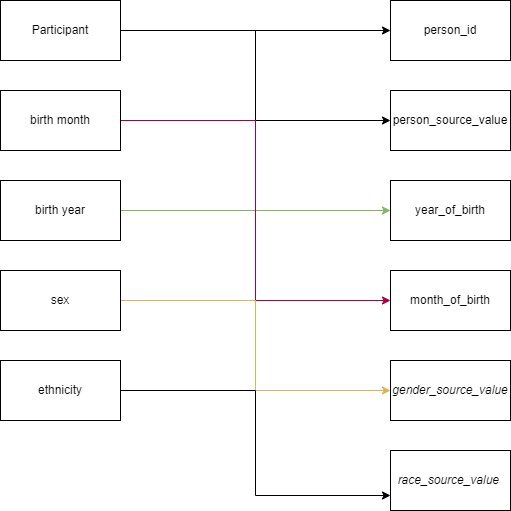 Participant
person_id
birth month
person_source_value
birth year
year_of_birth
sex
month_of_birth
ethnicity
gender_source_value
race_source_value